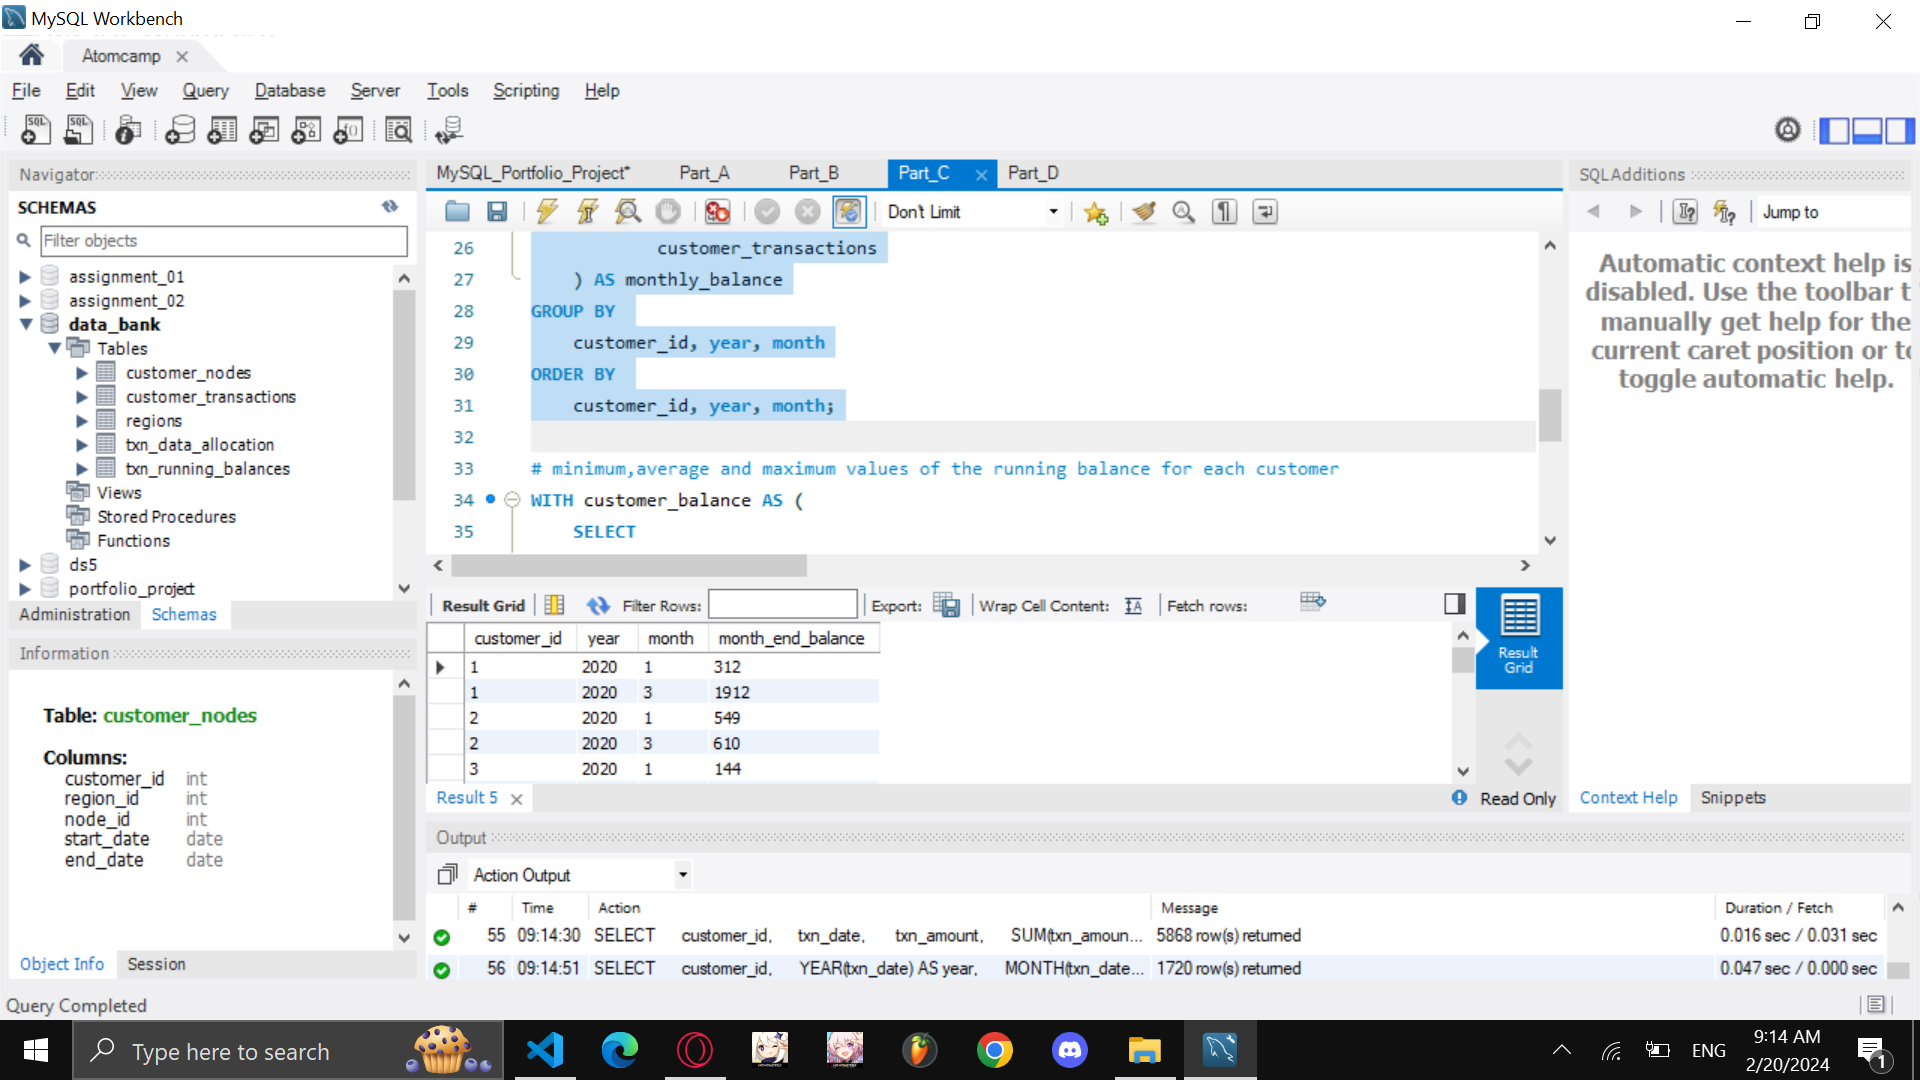 MySQL Workbench
Atomcamp
File Edit View Query Database Server Tools Scripting Help
Navigator
SCHEMAS
Filter objects
assignment_01
assignment_02
data_bank
Tables
customer_nodes
customer_transactions
regions
txn_data_allocation
txn_running_balances
Views
Stored Procedures
Functions
ds5
portfolio_project
Administration Schemas
Information
Table: customer_nodes
Columns:
customer_id int
region_id int
node_id int
start_date date
end_date date
Object Info Session
MySQL_Portfolio_Project* Part_A Part_B Part_C Part_D
Don't Limit
26 customer_transactions
27 ) AS monthly_balance
28 GROUP BY
29 customer_id, year, month
30 ORDER BY
31 customer_id, year, month;
32
33 # minimum,average and maximum values of the running balance for each customer
34 WITH customer_balance AS (
35 SELECT
Result Grid Filter Rows: Export: Wrap Cell Content: Fetch rows:
customer_id year month month_end_balance
1 2020 1 312
1 2020 3 1912
2 2020 1 549
2 2020 3 610
3 2020 1 144
Result Grid
Result 5
Read Only
SQLAdditions
Jump to
Automatic context help is
disabled. Use the toolbar t
manually get help for the
current caret position or to
toggle automatic help.
Context Help Snippets
Output
Action Output
# Time Action Message Duration / Fetch
55 09:14:30 SELECT customer_id, txn_date, txn_amount, SUM(txn_amoun... 5868 row(s) returned 0.016 sec / 0.031 sec
56 09:14:51 SELECT customer_id, YEAR(txn_date) AS year, MONTH(txn_date... 1720 row(s) returned 0.047 sec / 0.000 sec
Query Completed
Type here to search
ENG
9:14 AM
2/20/2024
1